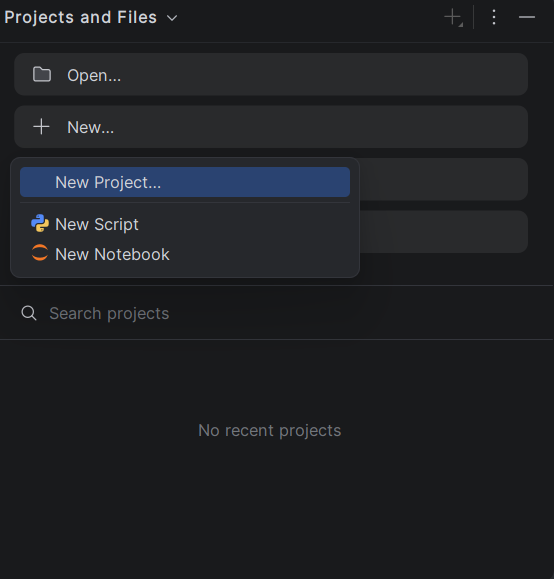 Projects and Files
Open...
New...
New Project...
New Script
New Notebook
Search projects
No recent projects